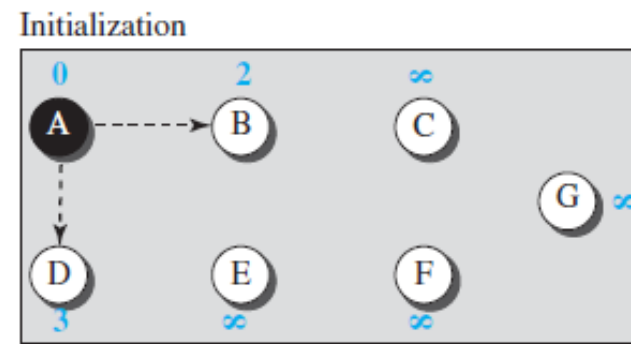 Initialization
0 2 ∞
A B C
G ∞
D E F
3 ∞ ∞